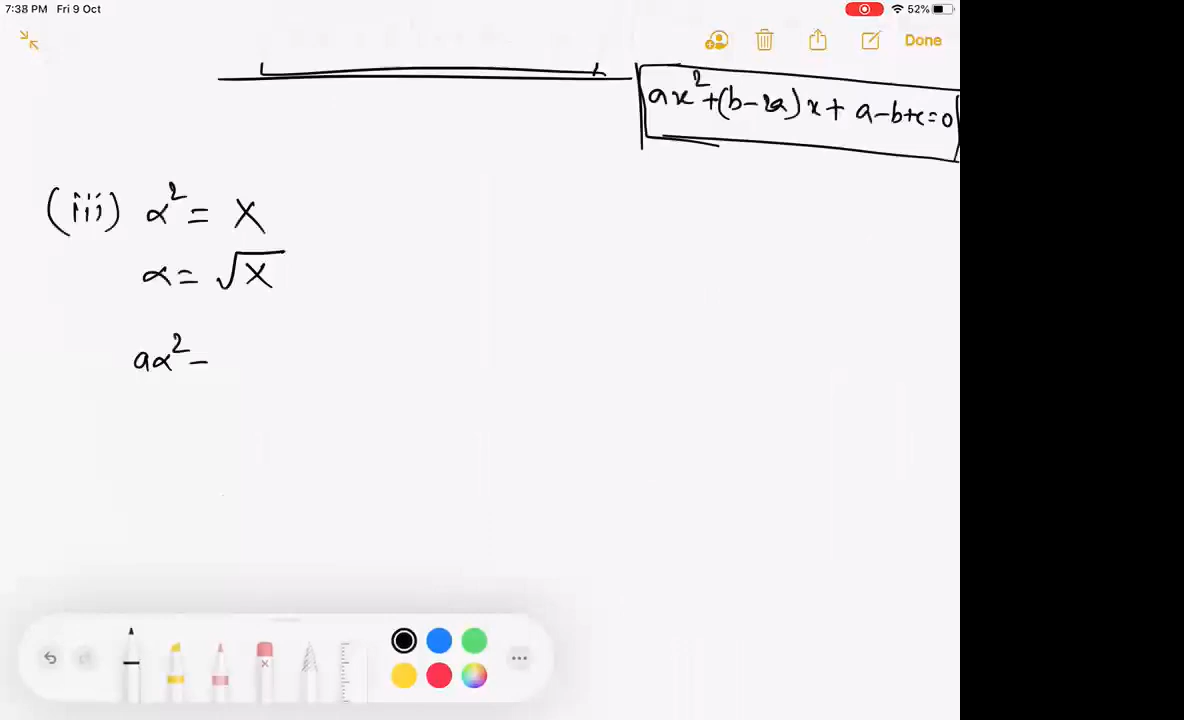 7:38 PM Fri 9 Oct 52%
Done
ax²+(b-2a)x+a-b+c=0
(iii) α² = X
α = √X
aα² -